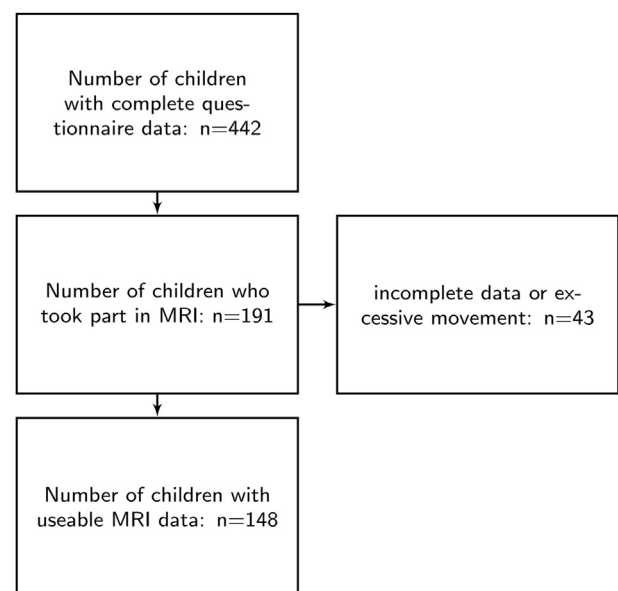 Number of children
with complete ques-
tionnaire data: n=442
Number of children who
took part in MRI: n=191
incomplete data or ex-
cessive movement: n=43
Number of children with
useable MRI data: n=148